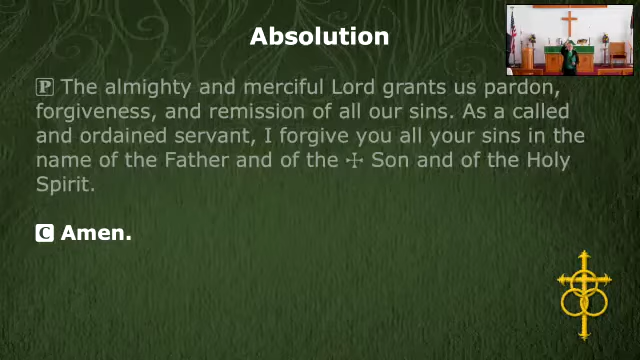 Absolution
P The almighty and merciful Lord grants us pardon,
forgiveness, and remission of all our sins. As a called
and ordained servant, I forgive you all your sins in the
name of the Father and of the ☩ Son and of the Holy
Spirit.
C Amen.